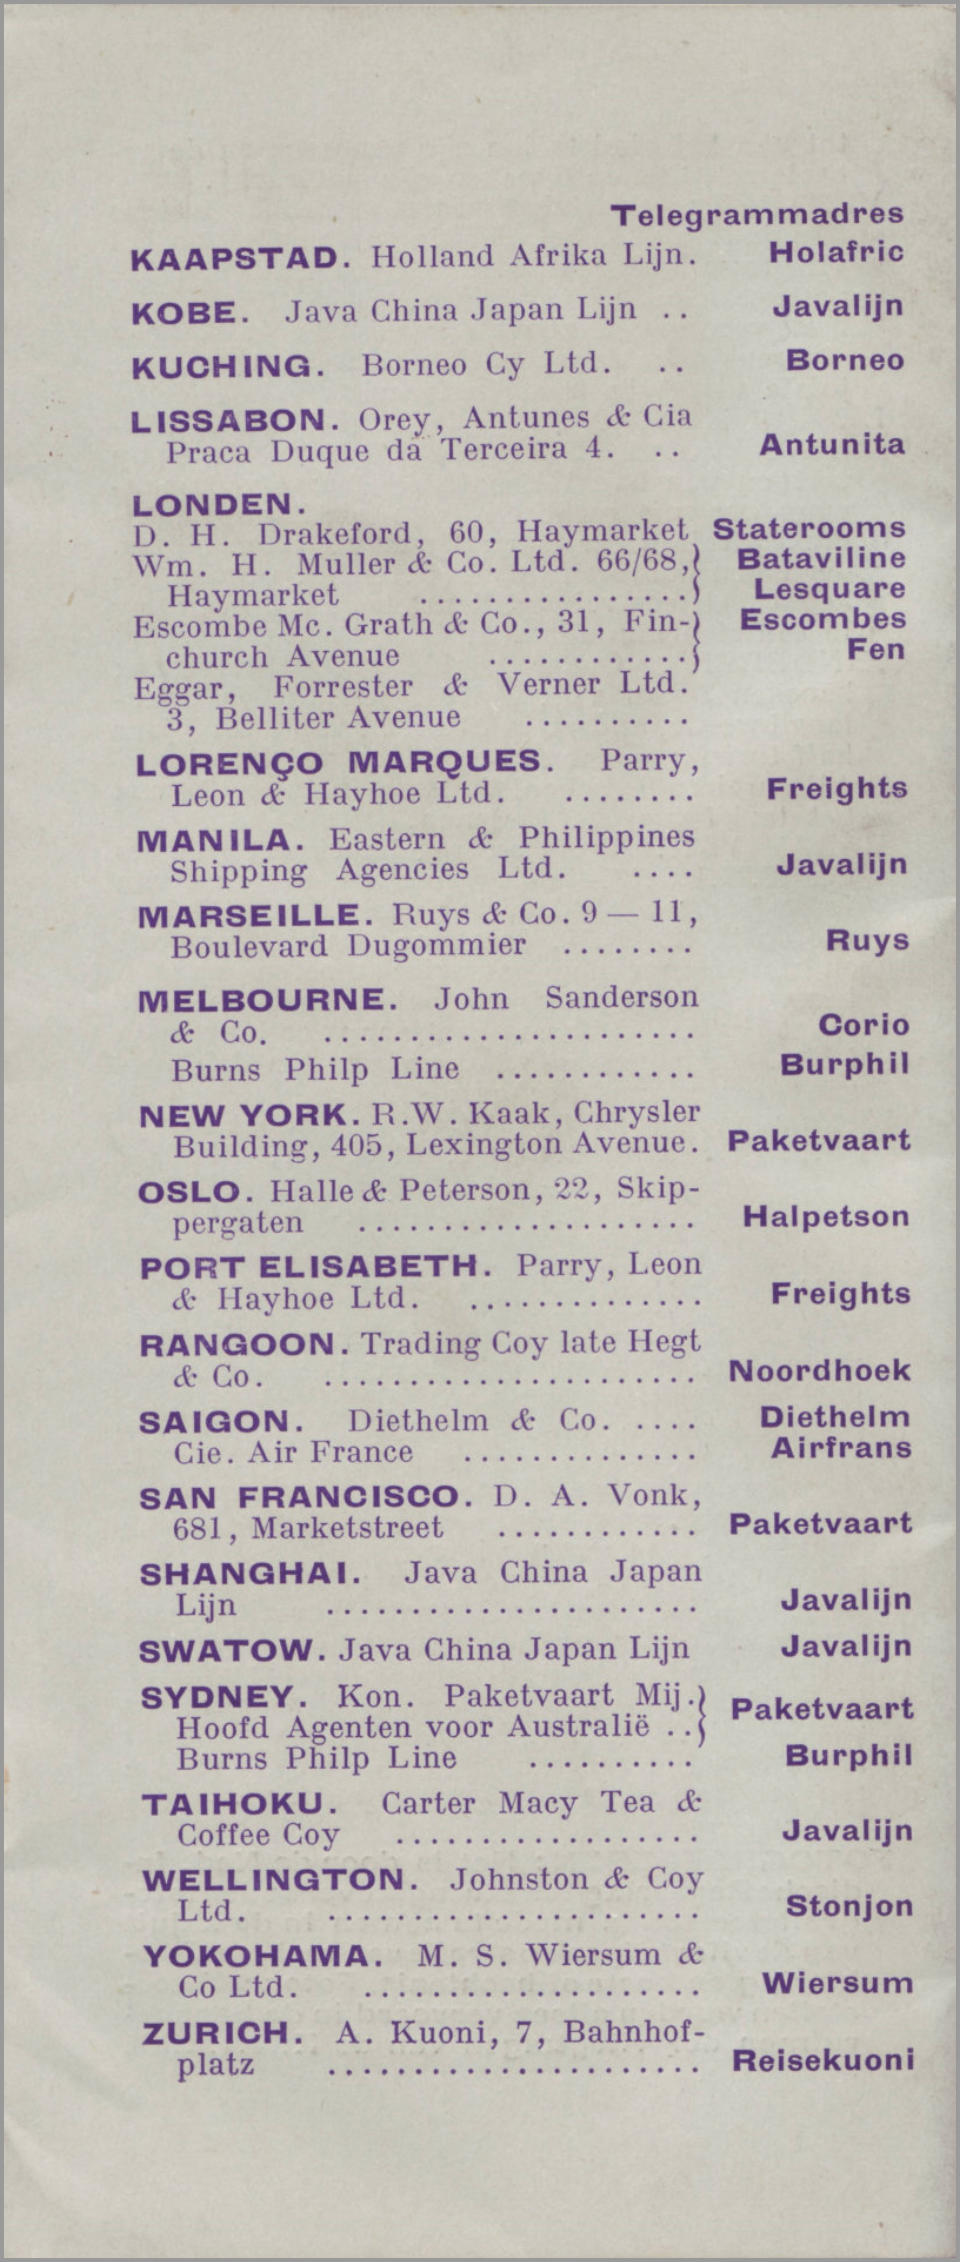 Telegrammadres
KAAPSTAD. Holland Afrika Lijn. Holafric
KOBE. Java China Japan Lijn .. Javalijn
KUCHING. Borneo Cy Ltd. .. Borneo
LISSABON. Orey, Antunes & Cia
Praca Duque da Terceira 4. .. Antunita
LONDEN.
D. H. Drakeford, 60, Haymarket Staterooms
Wm. H. Muller & Co. Ltd. 66/68,} Bataviline
Haymarket ................} Lesquare
Escombe Mc. Grath & Co., 31, Fin-} Escombes
church Avenue ............} Fen
Eggar, Forrester & Verner Ltd.
3, Belliter Avenue ..........
LORENÇO MARQUES. Parry,
Leon & Hayhoe Ltd. ........ Freights
MANILA. Eastern & Philippines
Shipping Agencies Ltd. .... Javalijn
MARSEILLE. Ruys & Co. 9 — 11,
Boulevard Dugommier ........ Ruys
MELBOURNE. John Sanderson
& Co. ...................... Corio
Burns Philp Line ............ Burphil
NEW YORK. R.W. Kaak, Chrysler
Building, 405, Lexington Avenue. Paketvaart
OSLO. Halle & Peterson, 22, Skip-
pergaten .................... Halpetson
PORT ELISABETH. Parry, Leon
& Hayhoe Ltd. .............. Freights
RANGOON. Trading Coy late Hegt
& Co. ...................... Noordhoek
SAIGON. Diethelm & Co. .... Diethelm
Cie. Air France .............. Airfrans
SAN FRANCISCO. D. A. Vonk,
681, Marketstreet ............ Paketvaart
SHANGHAI. Java China Japan
Lijn ...................... Javalijn
SWATOW. Java China Japan Lijn Javalijn
SYDNEY. Kon. Paketvaart Mij.} Paketvaart
Hoofd Agenten voor Australië ..}
Burns Philp Line .......... Burphil
TAIHOKU. Carter Macy Tea &
Coffee Coy .................. Javalijn
WELLINGTON. Johnston & Coy
Ltd. ...................... Stonjon
YOKOHAMA. M. S. Wiersum &
Co Ltd. .................... Wiersum
ZURICH. A. Kuoni, 7, Bahnhof-
platz ...................... Reisekuoni